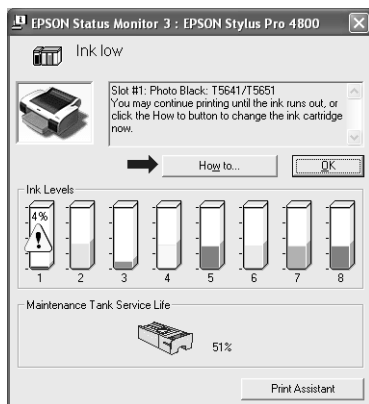 EPSON Status Monitor 3 : EPSON Stylus Pro 4800
Ink low
Slot #1: Photo Black: T5641/T5651
You may continue printing until the ink runs out, or
click the How to button to change the ink cartridge
now.
How to...
OK
Ink Levels
4%
1 2 3 4 5 6 7 8
Maintenance Tank Service Life
51%
Print Assistant